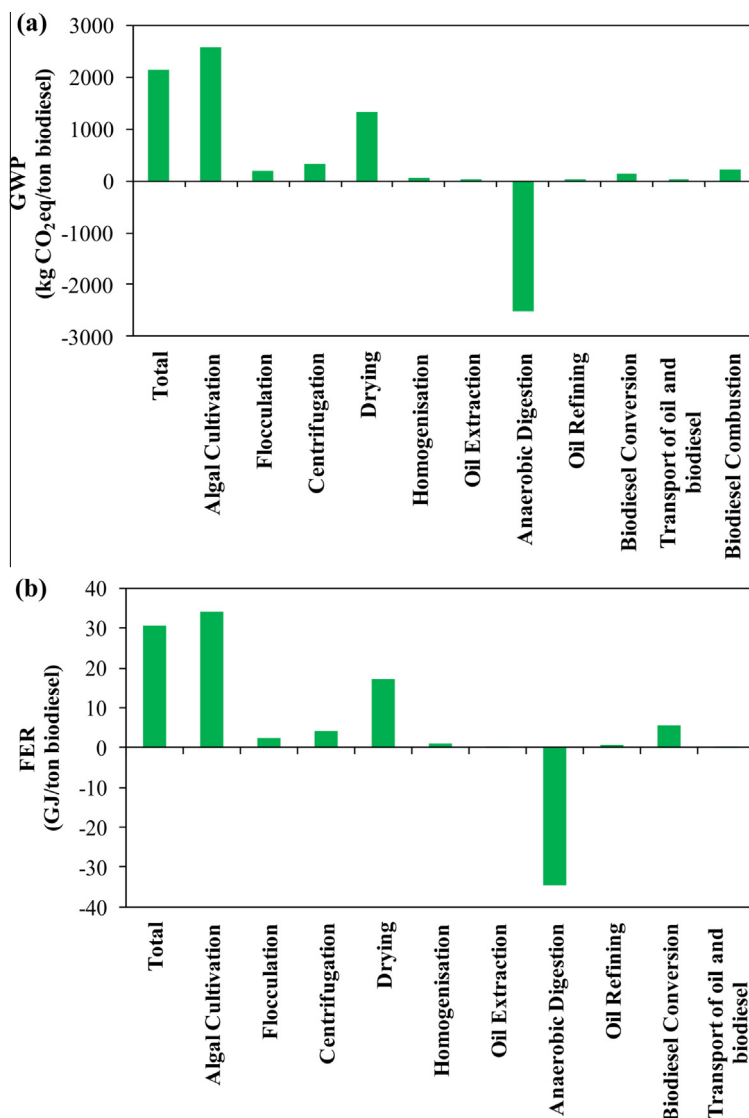 (a)
3000
2000
1000
0
-1000
-2000
-3000
GWP
(kg CO₂eq/ton biodiesel)
Total
Algal Cultivation
Flocculation
Centrifugation
Drying
Homogenisation
Oil Extraction
Anaerobic Digestion
Oil Refining
Biodiesel Conversion
Transport of oil and
biodiesel
Biodiesel Combustion
(b)
40
30
20
10
0
-10
-20
-30
-40
FER
(GJ/ton biodiesel)
Total
Algal Cultivation
Flocculation
Centrifugation
Drying
Homogenisation
Oil Extraction
Anaerobic Digestion
Oil Refining
Biodiesel Conversion
Transport of oil and
biodiesel